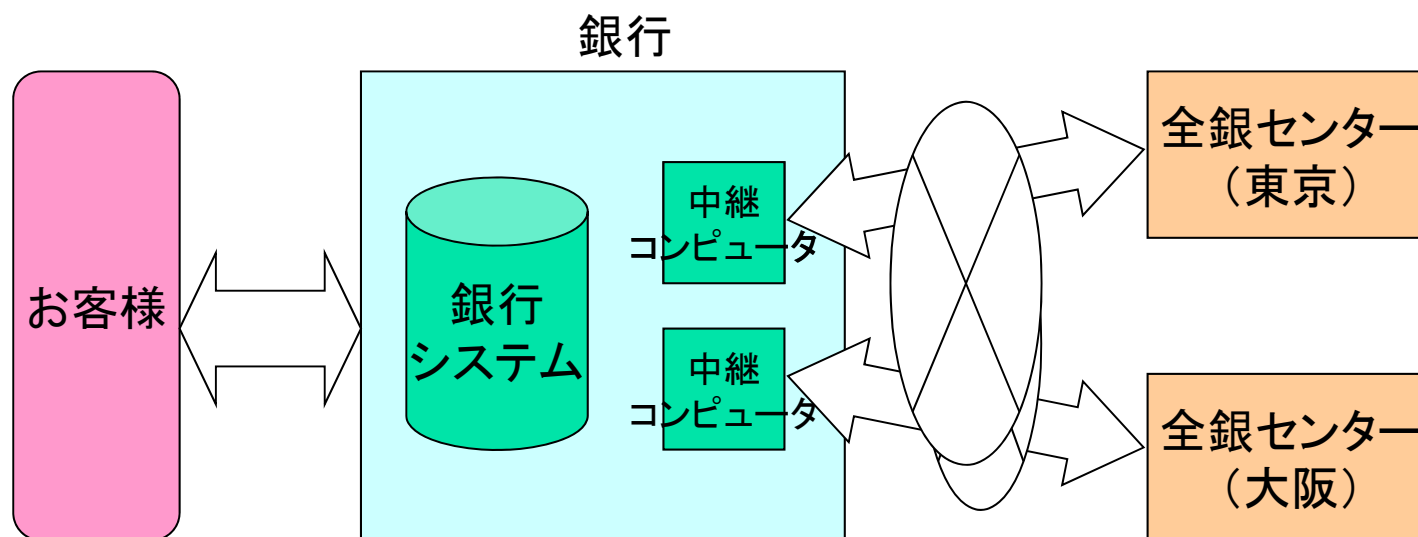 銀行
お客様
銀行
システム
中継
コンピュータ
中継
コンピュータ
全銀センター
（東京）
全銀センター
（大阪）